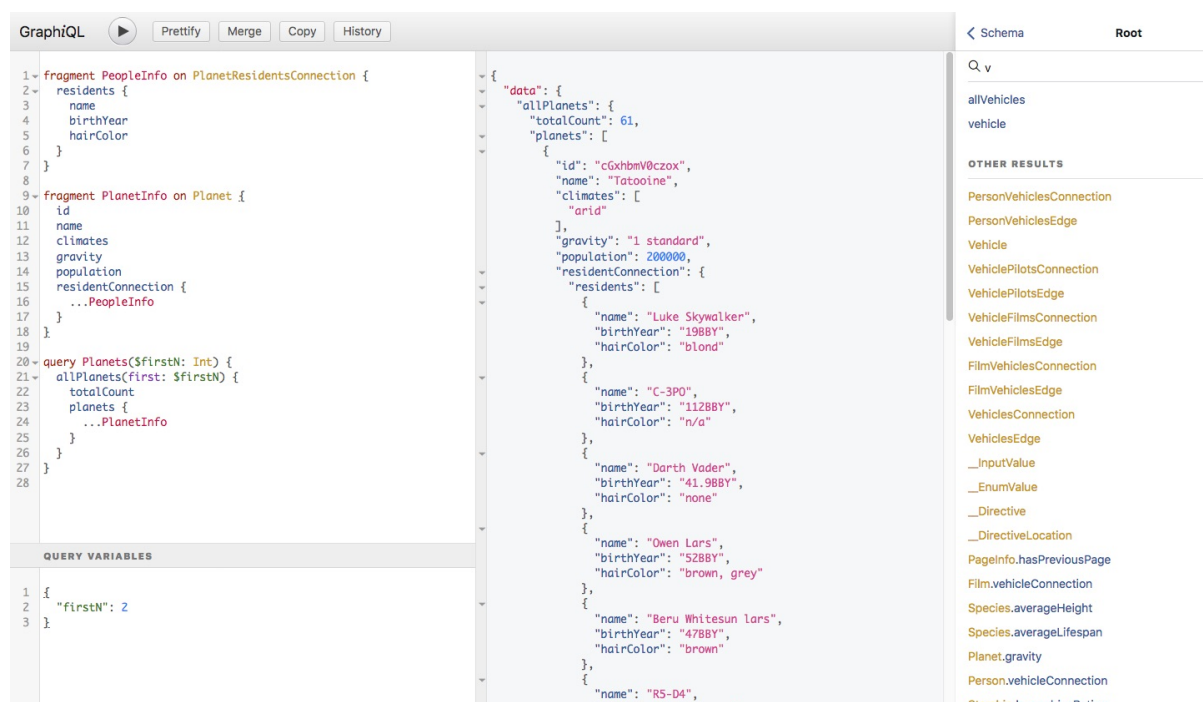 GraphiQL
Prettify
Merge
Copy
History
1 fragment PeopleInfo on PlanetResidentsConnection {
2   residents {
3     name
4     birthYear
5     hairColor
6   }
7 }
8
9 fragment PlanetInfo on Planet {
10   id
11   name
12   climates
13   gravity
14   population
15   residentConnection {
16     ...PeopleInfo
17   }
18 }
19
20 query Planets($firstN: Int) {
21   allPlanets(first: $firstN) {
22     totalCount
23     planets {
24       ...PlanetInfo
25     }
26   }
27 }
28
QUERY VARIABLES
1 {
2   "firstN": 2
3 }
{
  "data": {
    "allPlanets": {
      "totalCount": 61,
      "planets": [
        {
          "id": "cGxhbmV0czox",
          "name": "Tatooine",
          "climates": [
            "arid"
          ],
          "gravity": "1 standard",
          "population": 200000,
          "residentConnection": {
            "residents": [
              {
                "name": "Luke Skywalker",
                "birthYear": "19BBY",
                "hairColor": "blond"
              },
              {
                "name": "C-3PO",
                "birthYear": "112BBY",
                "hairColor": "n/a"
              },
              {
                "name": "Darth Vader",
                "birthYear": "41.9BBY",
                "hairColor": "none"
              },
              {
                "name": "Owen Lars",
                "birthYear": "52BBY",
                "hairColor": "brown, grey"
              },
              {
                "name": "Beru Whitesun lars",
                "birthYear": "47BBY",
                "hairColor": "brown"
              },
              {
                "name": "R5-D4",
Schema
Root
v
allVehicles
vehicle
OTHER RESULTS
PersonVehiclesConnection
PersonVehiclesEdge
Vehicle
VehiclePilotsConnection
VehiclePilotsEdge
VehicleFilmsConnection
VehicleFilmsEdge
FilmVehiclesConnection
FilmVehiclesEdge
VehiclesConnection
VehiclesEdge
__InputValue
__EnumValue
__Directive
__DirectiveLocation
PageInfo.hasPreviousPage
Film.vehicleConnection
Species.averageHeight
Species.averageLifespan
Planet.gravity
Person.vehicleConnection